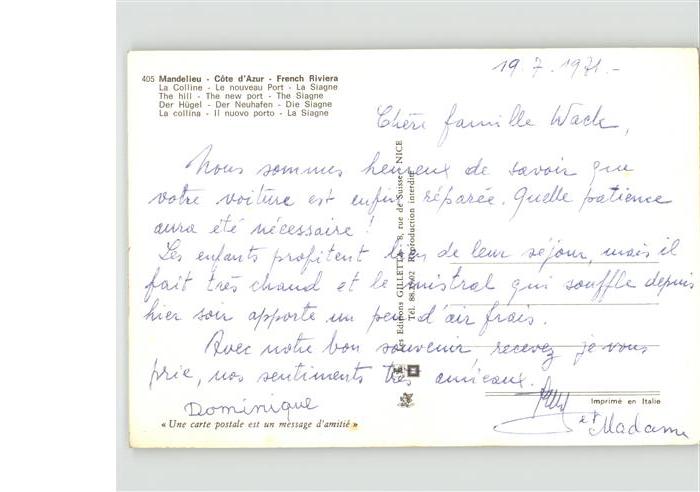 405 Mandelieu - Côte d'Azur - French Riviera
La Colline - Le nouveau Port - La Siagne
The hill - The new port - The Siagne
Der Hügel - Der Neuhafen - Die Siagne
La collina - Il nuovo porto - La Siagne
19.7.1971.-
Chère famille Wack,
Nous sommes heureux de savoir que
votre voiture est enfin réparée. Quelle patience
aura été nécessaire !
Les enfants profitent bien de leur séjour, mais il
fait très chaud et le mistral qui souffle depuis
hier soir apporte un peu d'air frais.
Avec notre bon souvenir, recevez je vous
prie, nos sentiments très amicaux.
Dominique
et Madame
« Une carte postale est un message d'amitié »
Imprimé en Italie
Les Editions GILLETTA - 8, rue de Suisse - NICE
Reproduction interdite